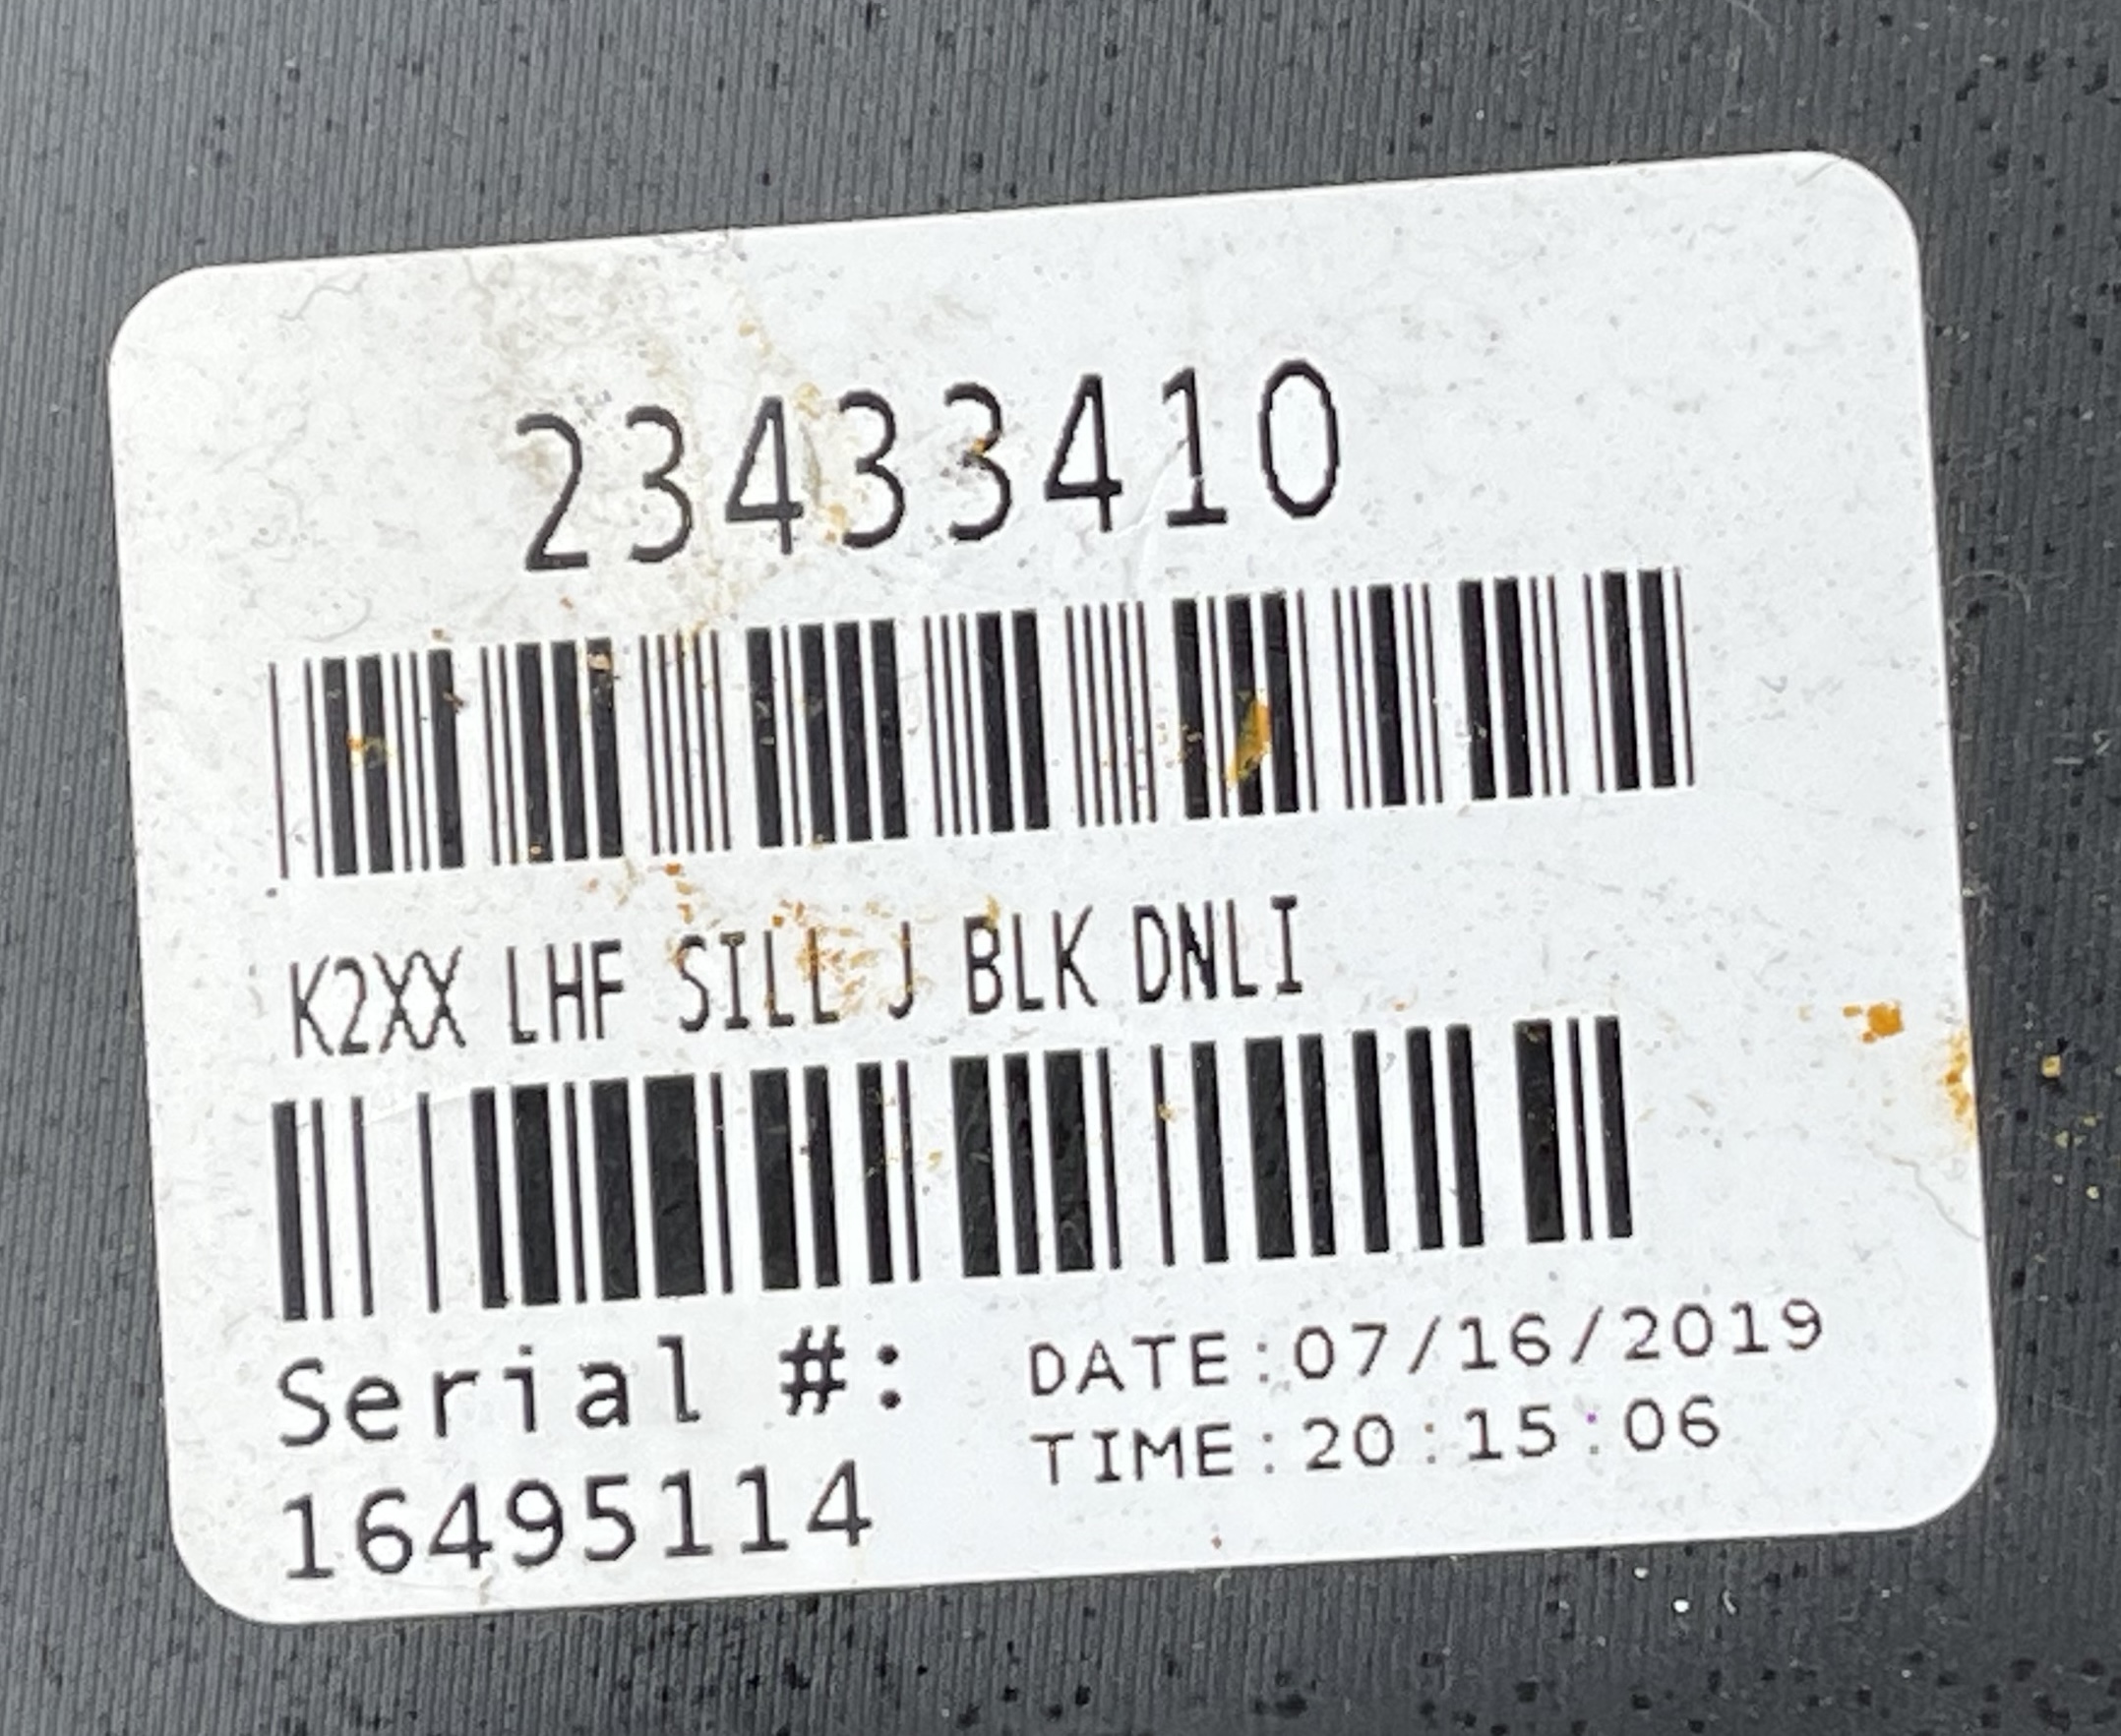 23433410
K2XX LHF SILL J BLK DNLI
Serial #:
16495114
DATE:07/16/2019
TIME:20:15:06